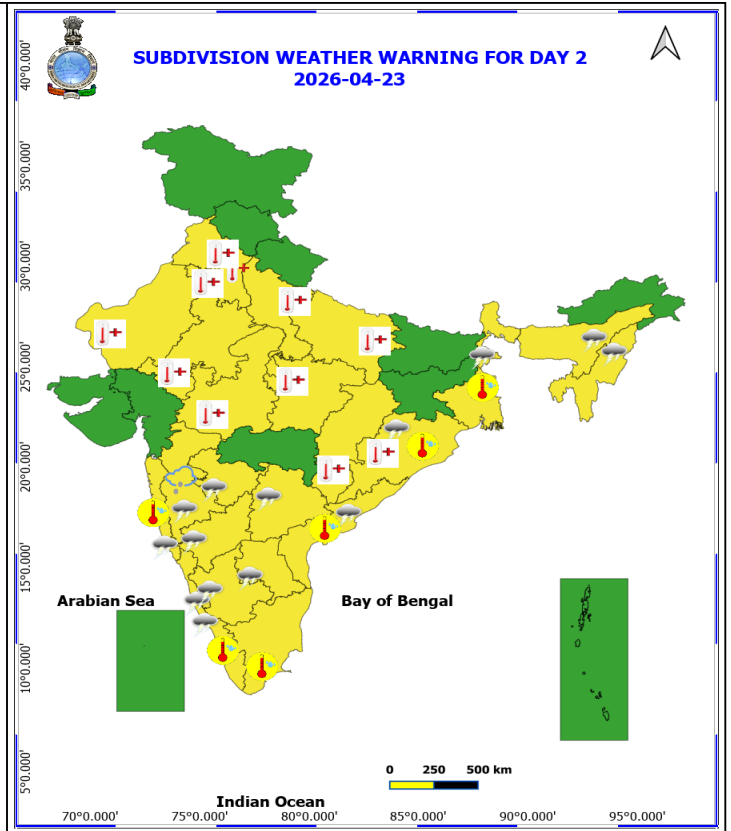 SUBDIVISION WEATHER WARNING FOR DAY 2
2026-04-23
40°0.000'
35°0.000'
30°0.000'
25°0.000'
20°0.000'
15°0.000'
10°0.000'
5°0.000'
Arabian Sea
Bay of Bengal
0 250 500 km
Indian Ocean
70°0.000' 75°0.000' 80°0.000' 85°0.000' 90°0.000' 95°0.000'